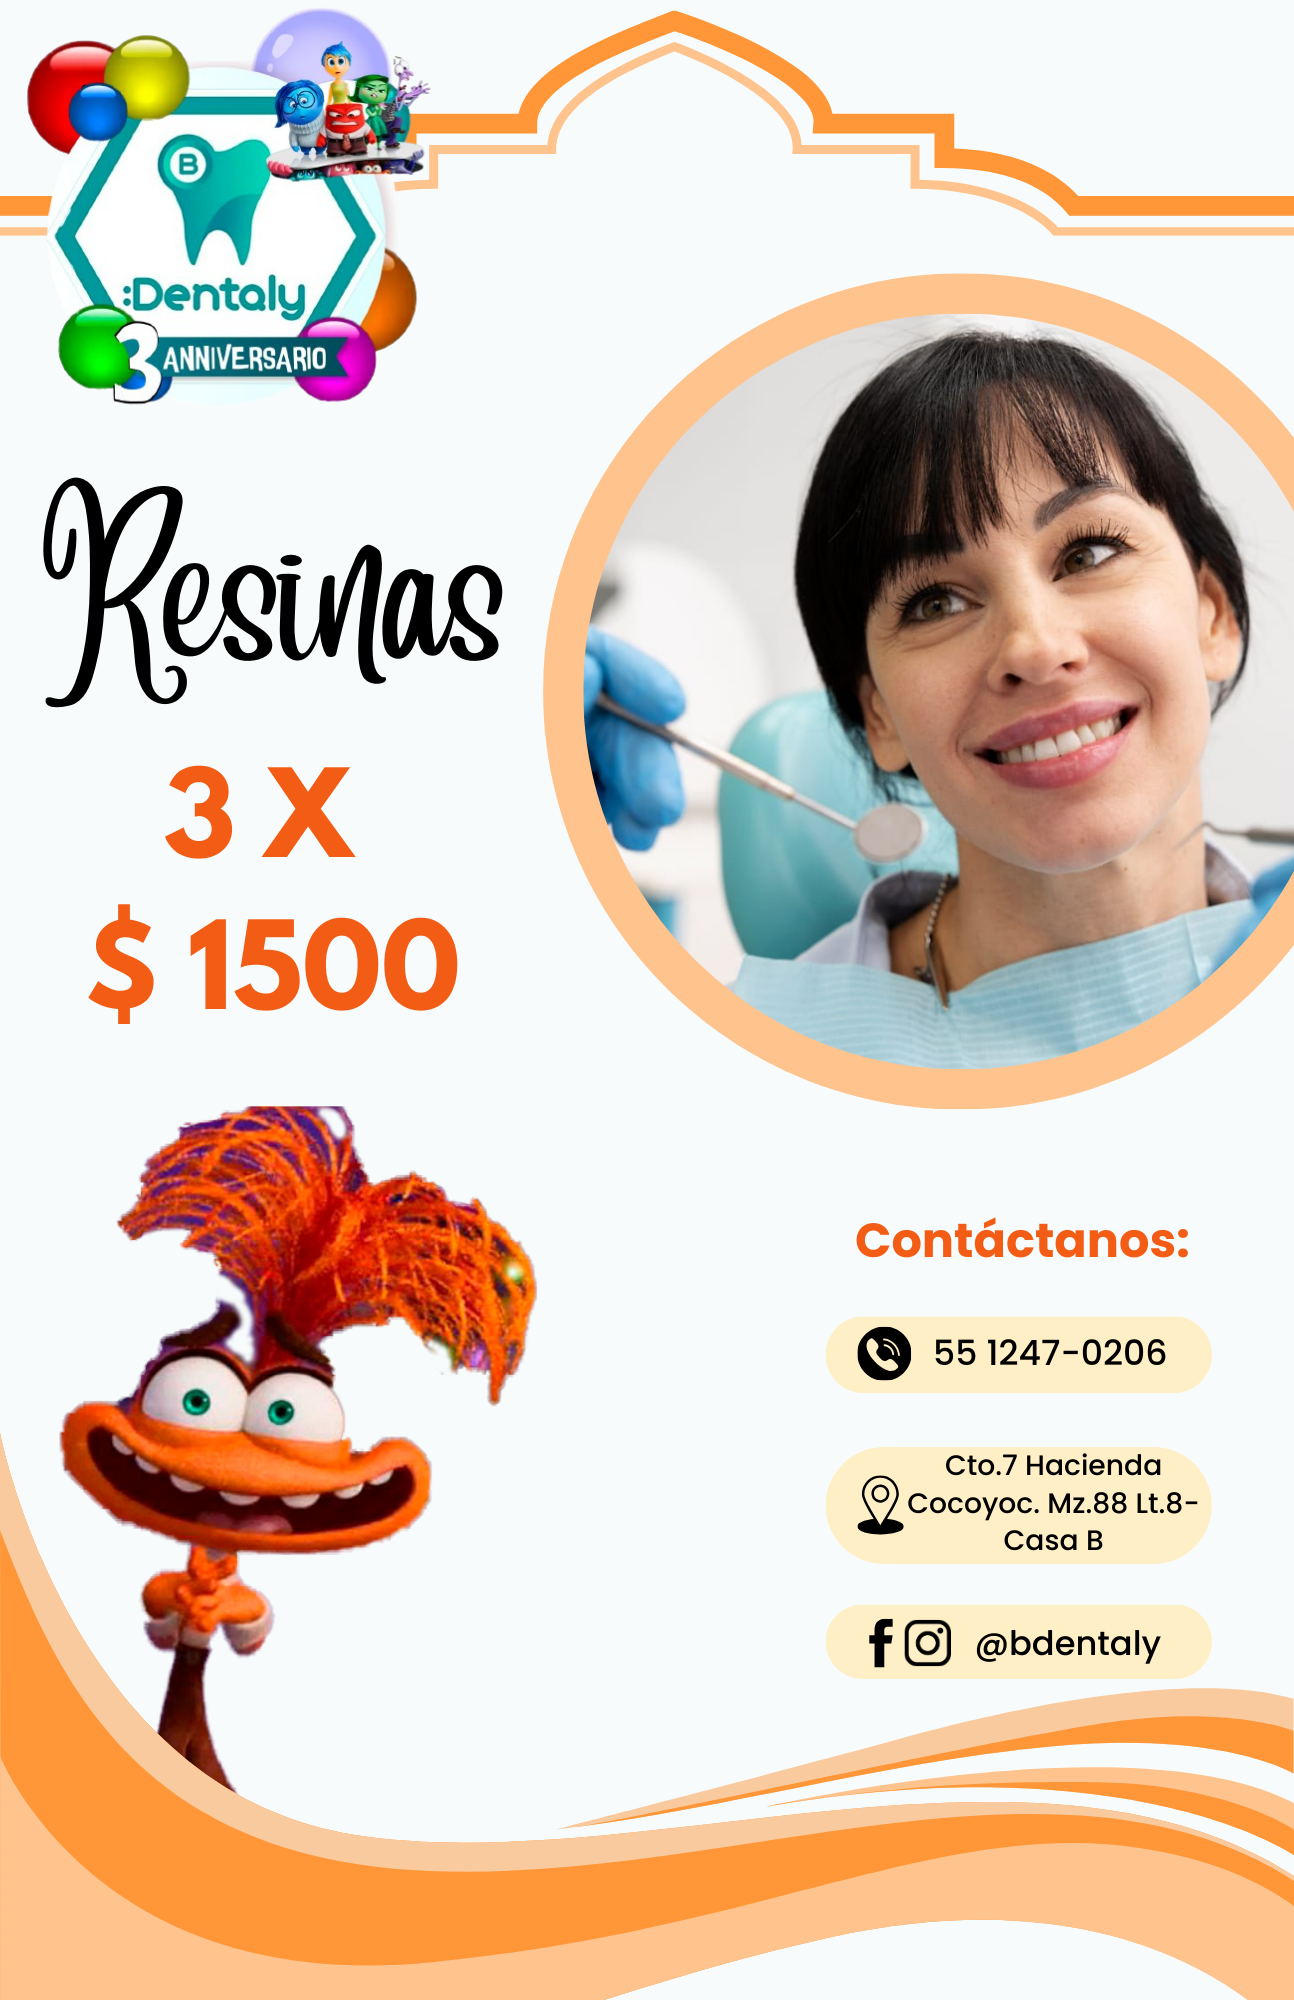 B
:Dentaly
3 ANNIVERSARIO
Resinas
3 X
$ 1500
Contáctanos:
55 1247-0206
Cto.7 Hacienda
Cocoyoc. Mz.88 Lt.8-
Casa B
@bdentaly